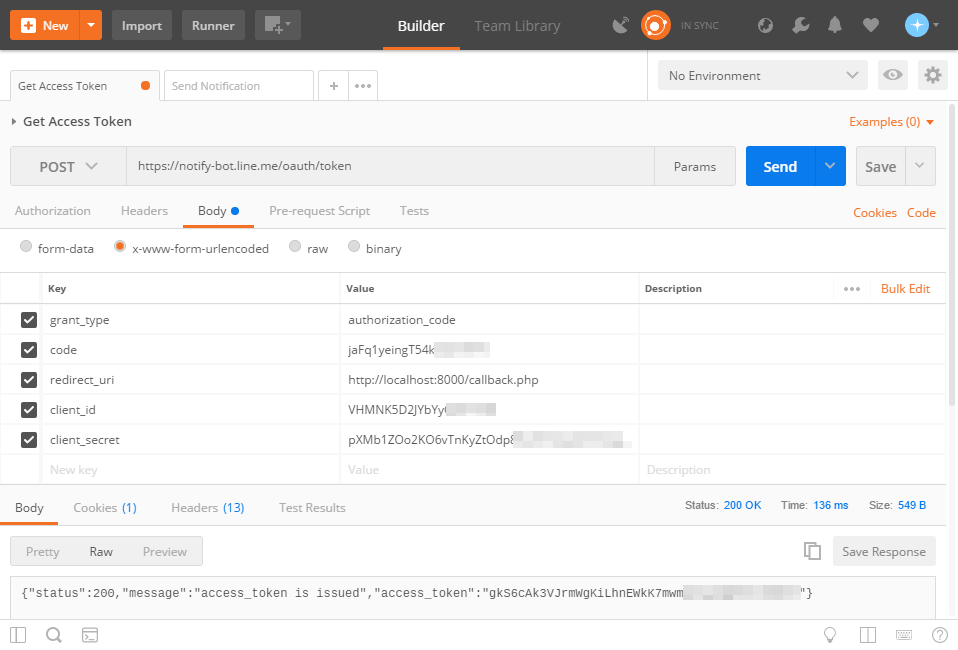 New Import Runner Builder Team Library IN SYNC
Get Access Token Send Notification + No Environment
Get Access Token Examples (0)
POST https://notify-bot.line.me/oauth/token Params Send Save
Authorization Headers Body Pre-request Script Tests Cookies Code
form-data x-www-form-urlencoded raw binary
Key Value Description Bulk Edit
grant_type authorization_code
code jaFq1yeingT54k
redirect_uri http://localhost:8000/callback.php
client_id VHMNK5D2JYbYy
client_secret pXMb1ZOo2KO6vTnKyZtOdp
New key Value Description
Body Cookies (1) Headers (13) Test Results Status: 200 OK Time: 136 ms Size: 549 B
Pretty Raw Preview Save Response
{"status":200,"message":"access_token is issued","access_token":"gkS6cAk3VJrmWgKiLhnEWkK7mwm"}